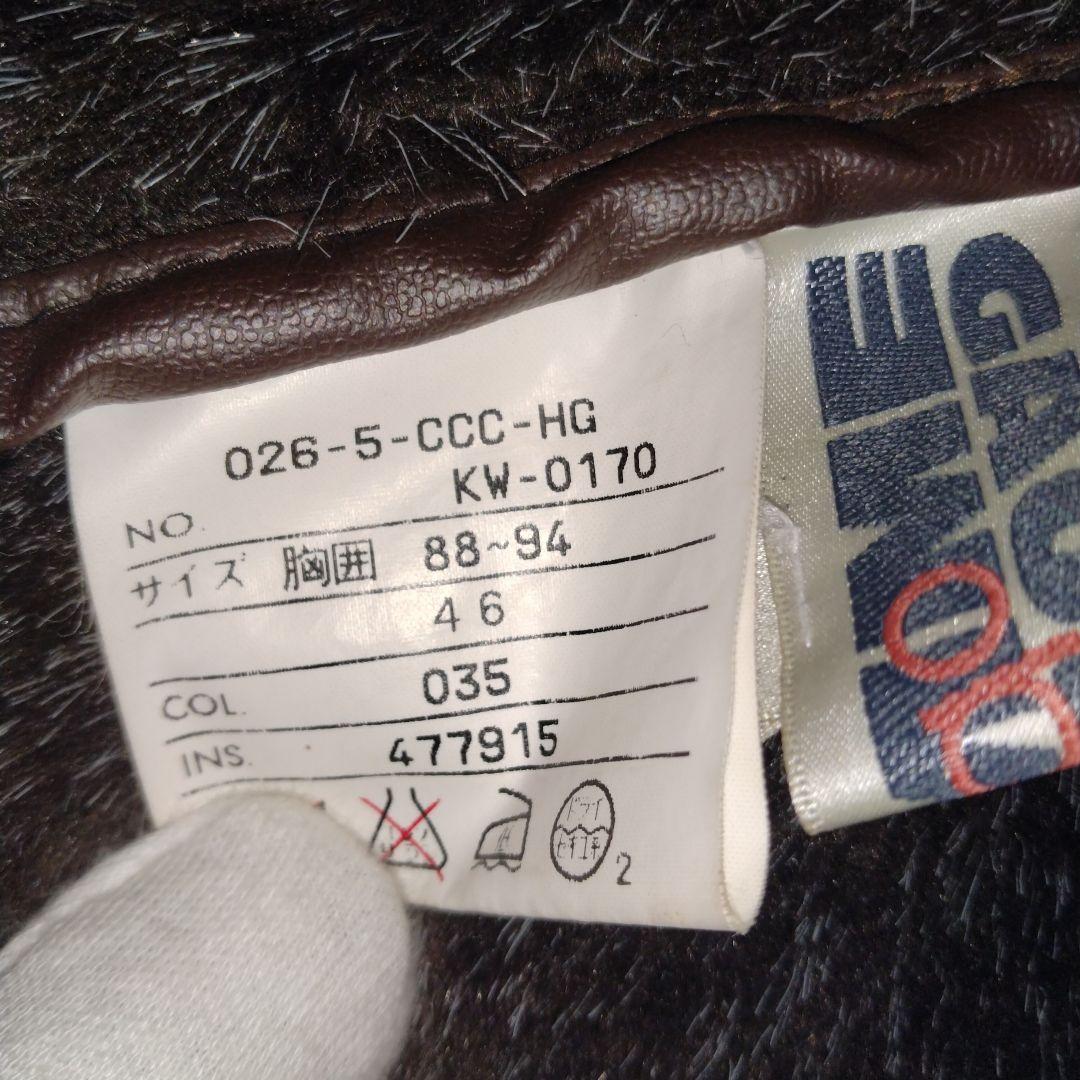 026-5-CCC-HG
KW-0170
NO.
サイズ 胸囲 88~94
46
COL. 035
INS. 477915
ドライ
セキユ系
2